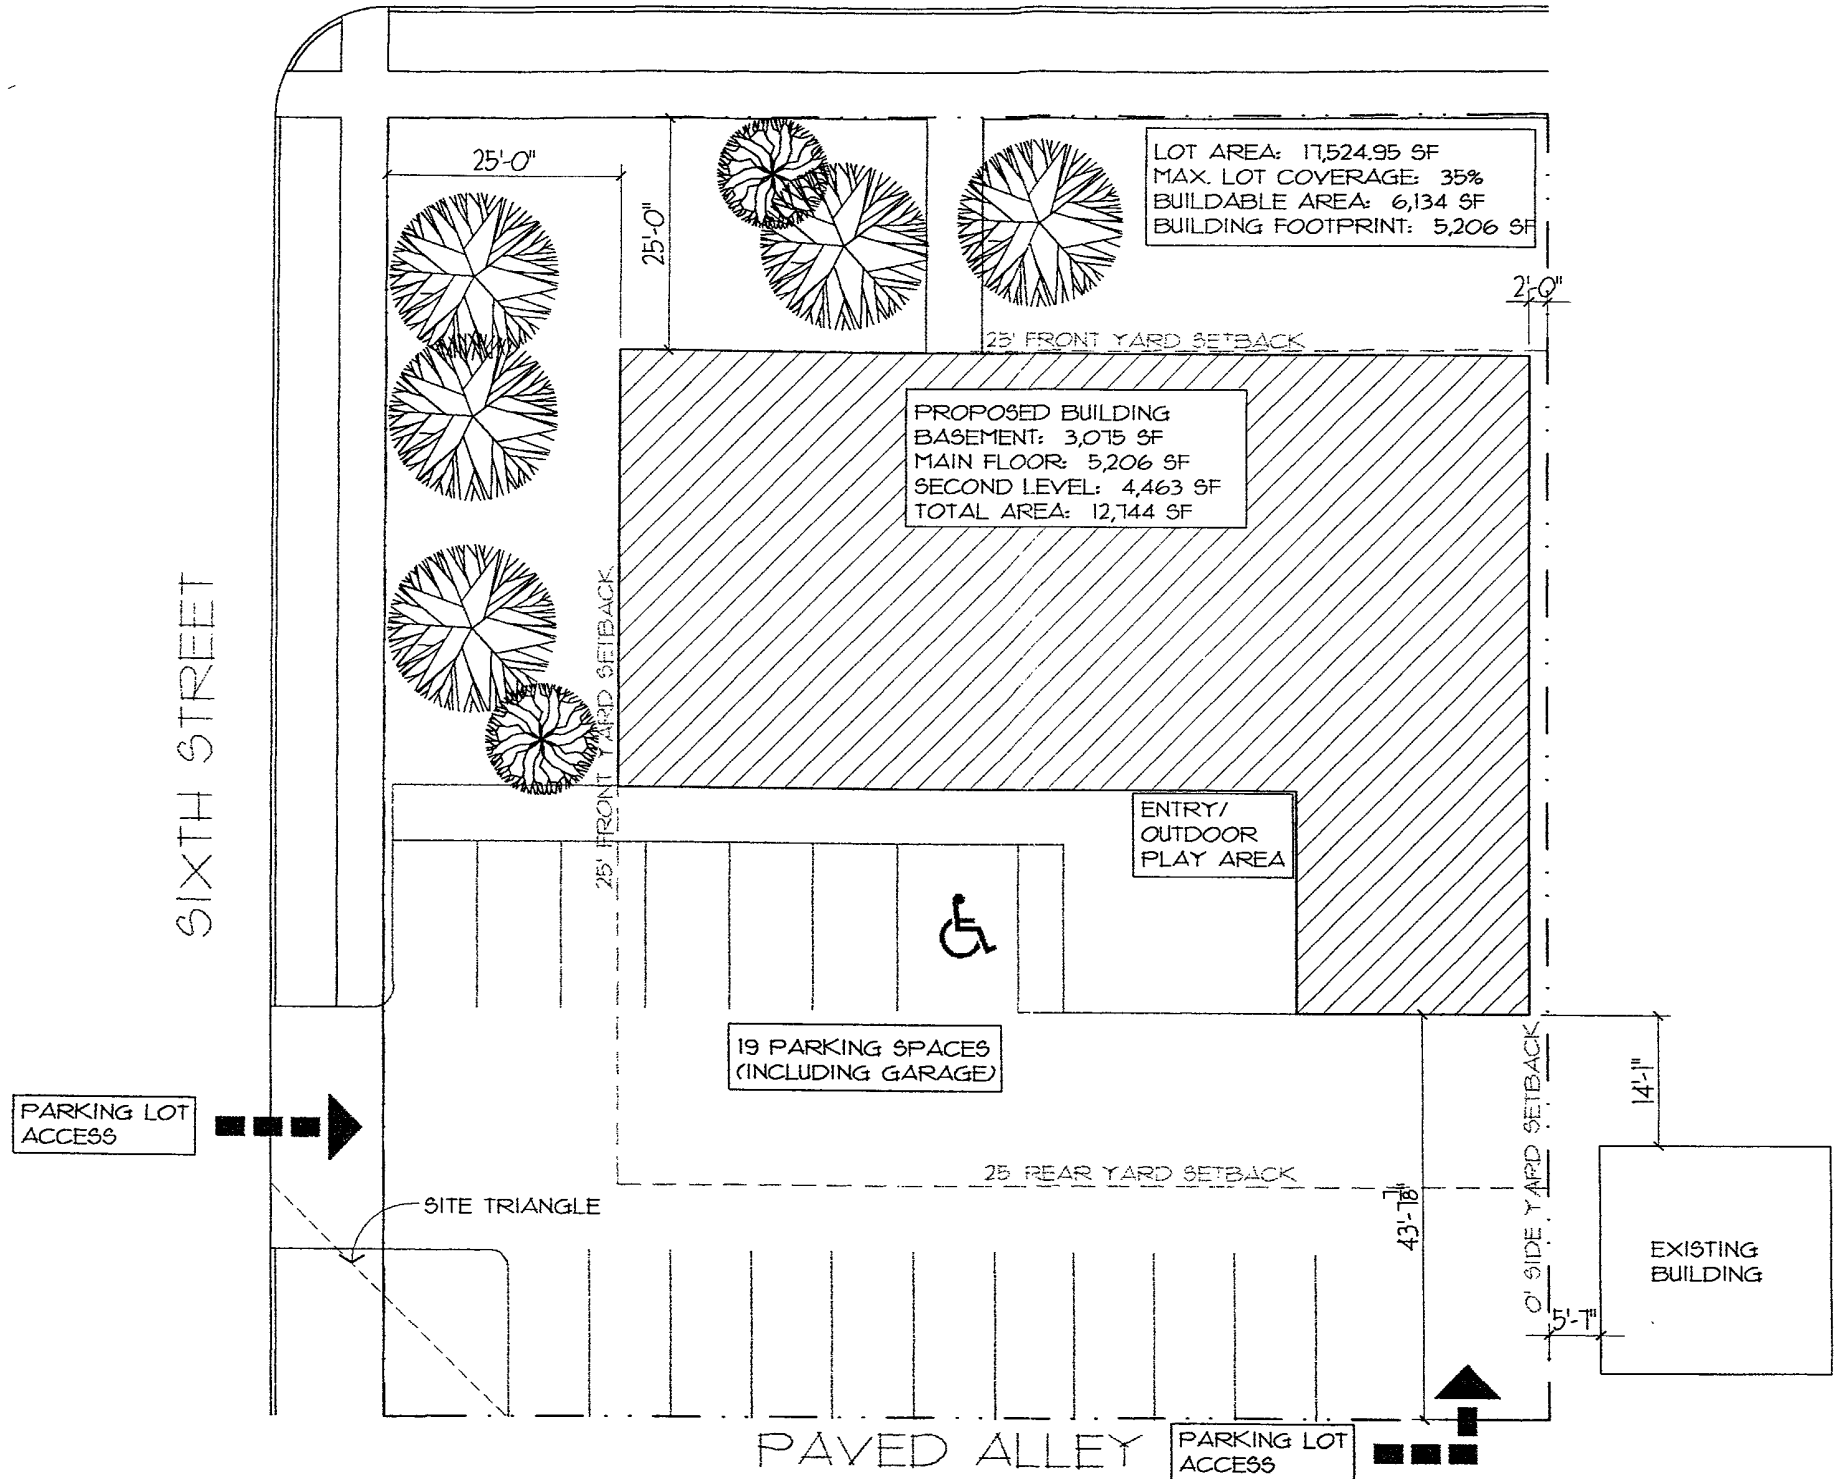 25'-0"
25'-0"
LOT AREA: 17,524.95 SF
MAX. LOT COVERAGE: 35%
BUILDABLE AREA: 6,134 SF
BUILDING FOOTPRINT: 5,206 SF
2'-0"
25' FRONT YARD SETBACK
PROPOSED BUILDING
BASEMENT: 3,075 SF
MAIN FLOOR: 5,206 SF
SECOND LEVEL: 4,463 SF
TOTAL AREA: 12,744 SF
SIXTH STREET
25' FRONT YARD SETBACK
ENTRY/
OUTDOOR
PLAY AREA
19 PARKING SPACES
(INCLUDING GARAGE)
PARKING LOT
ACCESS
14'-1"
25' REAR YARD SETBACK
SITE TRIANGLE
43'-7/8"
0' SIDE YARD SETBACK
EXISTING
BUILDING
5'-7"
PAVED ALLEY
PARKING LOT
ACCESS